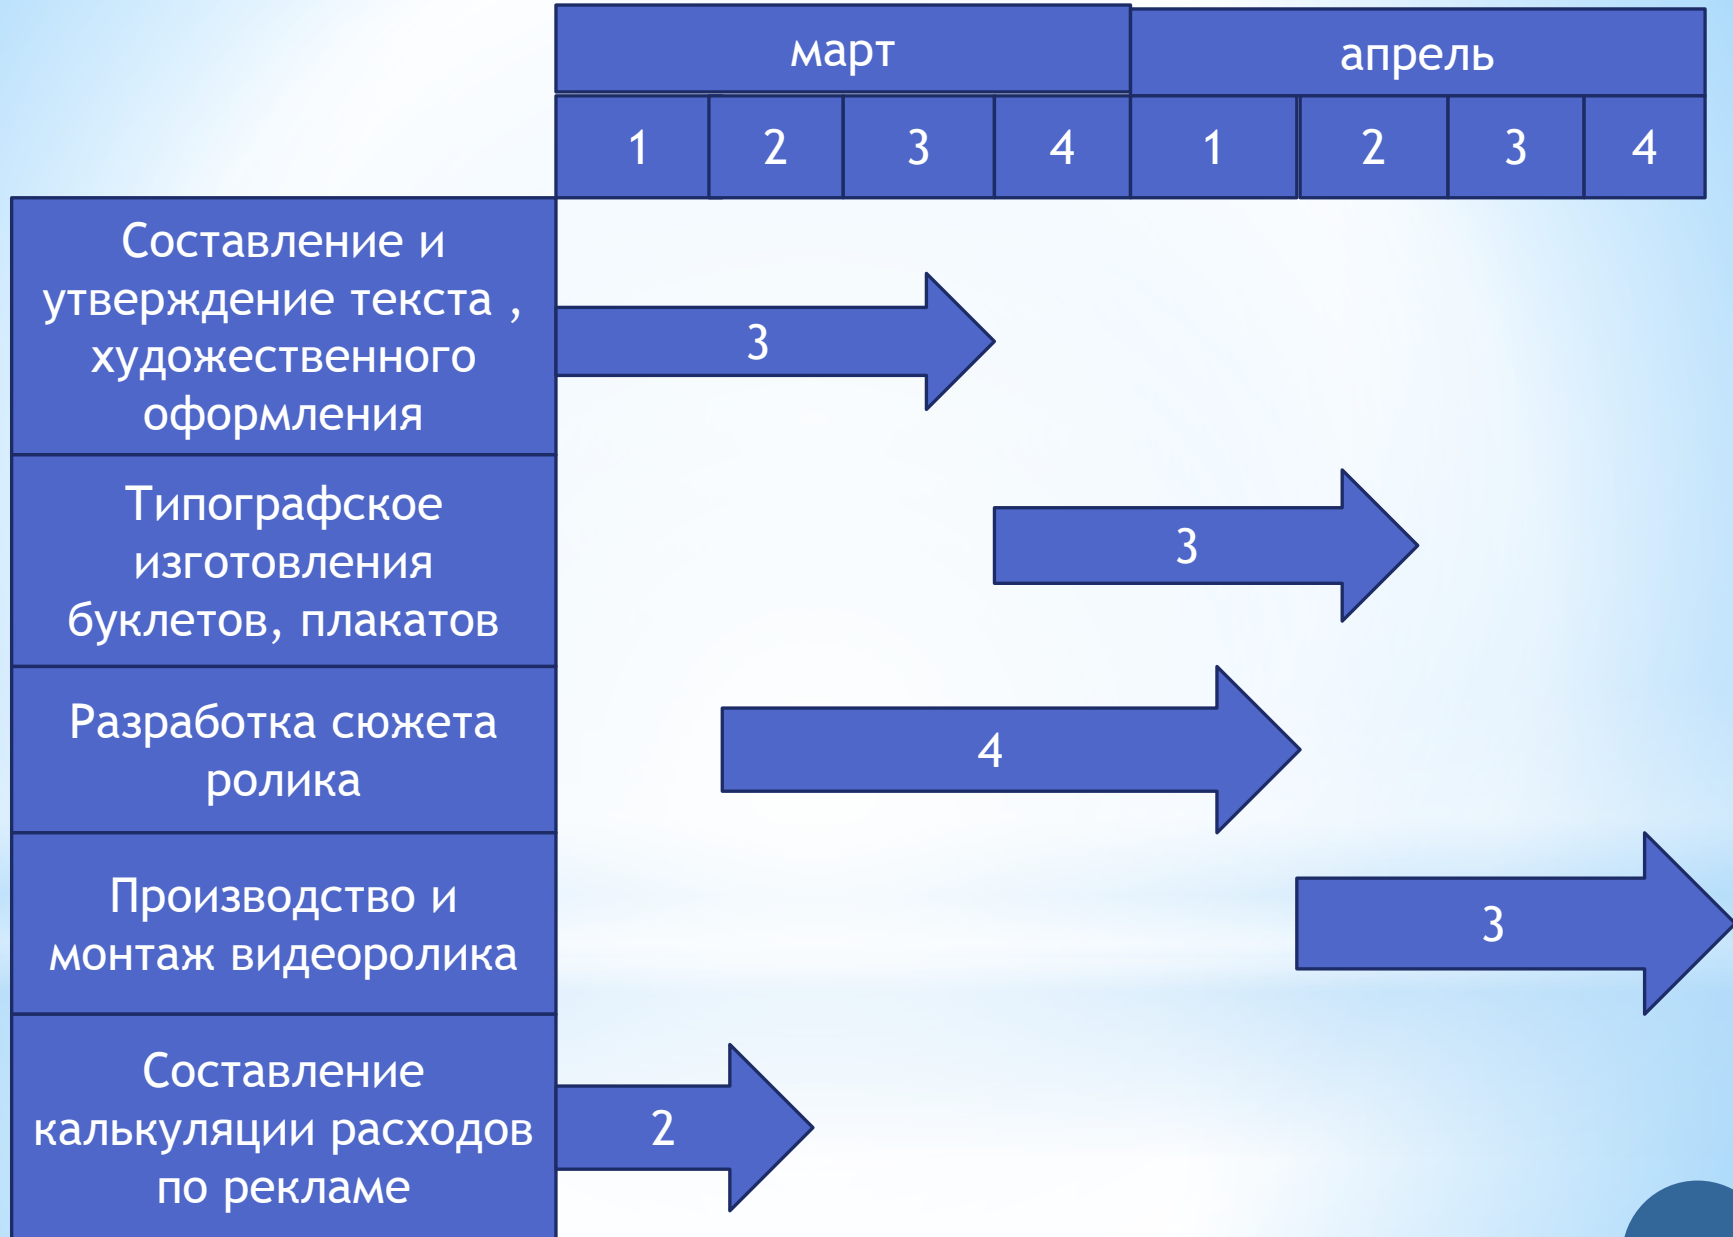 март
апрель
1 2 3 4 1 2 3 4
Составление и
утверждение текста ,
художественного
оформления
3
Типографское
изготовления
буклетов, плакатов
3
Разработка сюжета
ролика
4
Производство и
монтаж видеоролика
3
Составление
калькуляции расходов
по рекламе
2